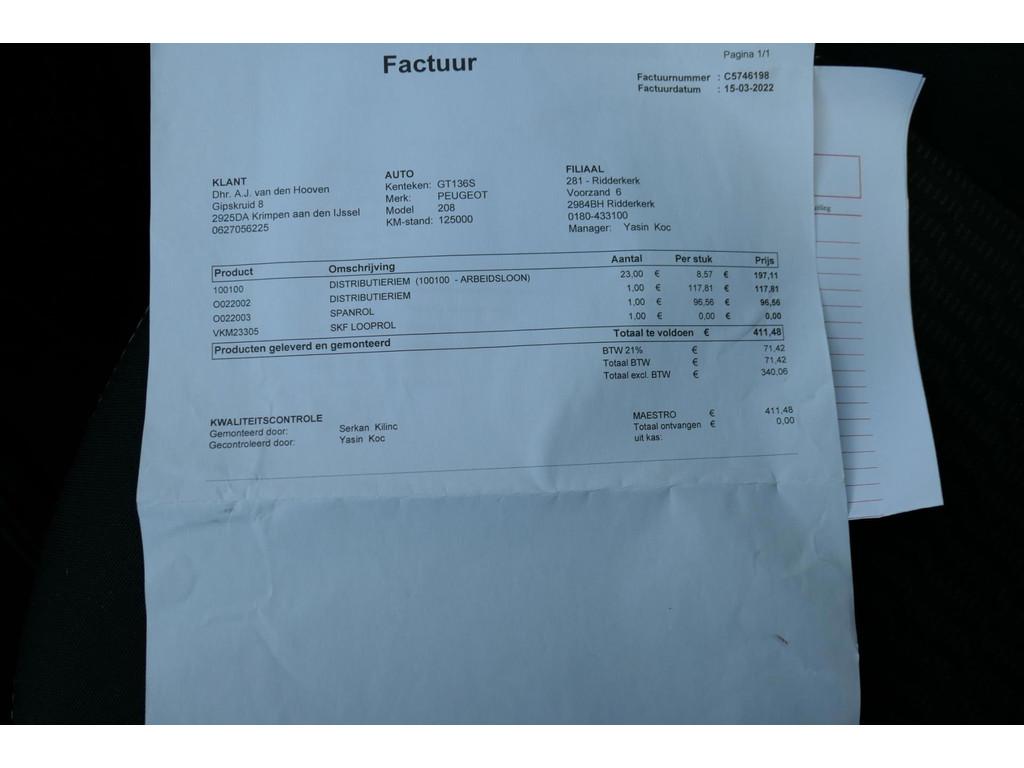 Factuur
Pagina 1/1
Factuurnummer : C5746198
Factuurdatum : 15-03-2022
KLANT
Dhr. A.J. van den Hooven
Gipskruid 8
2925DA Krimpen aan den IJssel
0627056225
AUTO
Kenteken: GT136S
Merk: PEUGEOT
Model 208
KM-stand: 125000
FILIAAL
281 - Ridderkerk
Voorzand 6
2984BH Ridderkerk
0180-433100
Manager: Yasin Koc
Product Omschrijving Aantal Per stuk Prijs
100100 DISTRIBUTIERIEM (100100 - ARBEIDSLOON) 23,00 € 8,57 € 197,11
O022002 DISTRIBUTIERIEM 1,00 € 117,81 € 117,81
O022003 SPANROL 1,00 € 96,56 € 96,56
VKM23305 SKF LOOPROL 1,00 € 0,00 € 0,00
Producten geleverd en gemonteerd Totaal te voldoen € 411,48
BTW 21% € 71,42
Totaal BTW € 71,42
Totaal excl. BTW € 340,06
KWALITEITSCONTROLE
Gemonteerd door: Serkan Kilinc
Gecontroleerd door: Yasin Koc
MAESTRO € 411,48
Totaal ontvangen € 0,00
uit kas: